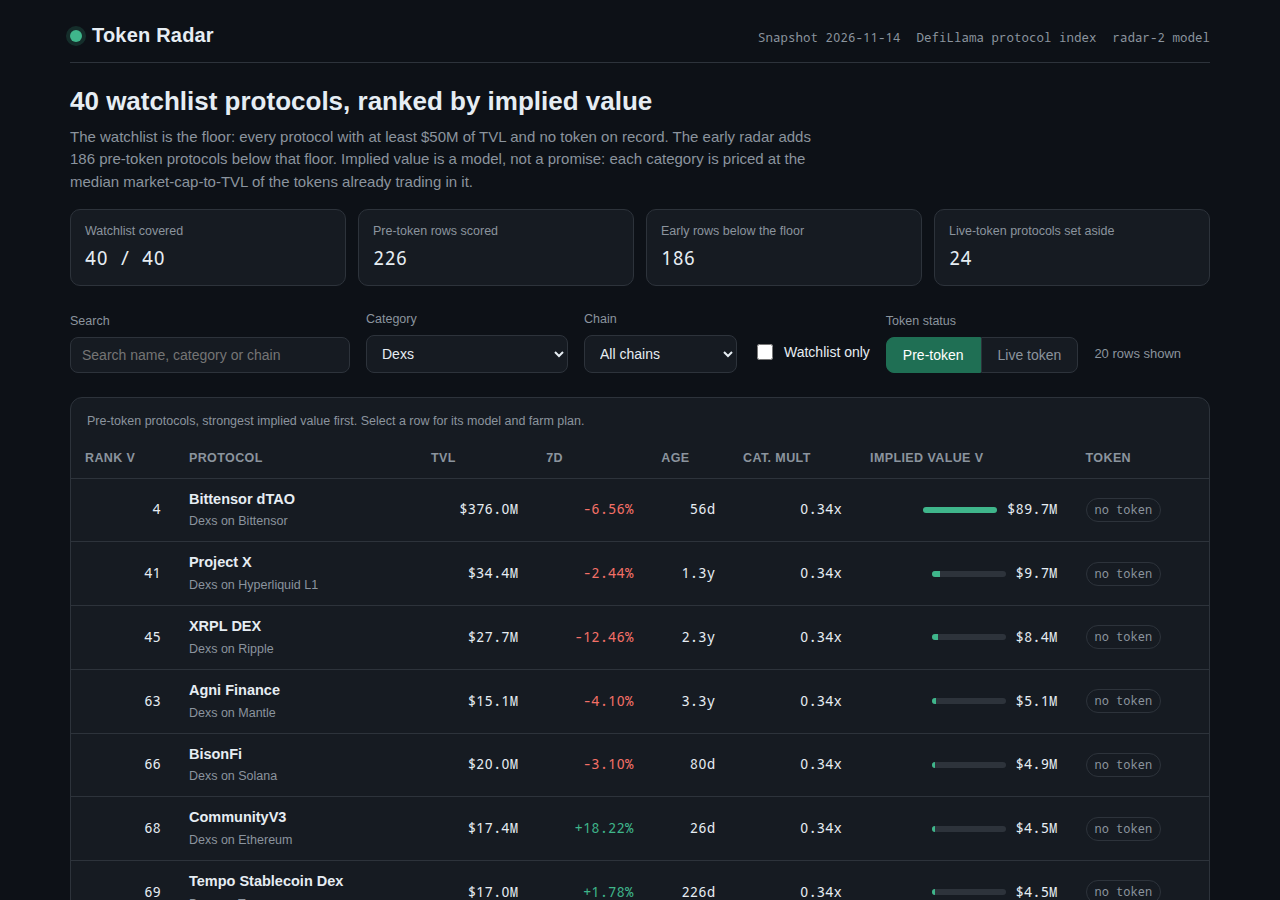 Token Radar
Snapshot 2026-11-14 DefiLlama protocol index radar-2 model
40 watchlist protocols, ranked by implied value
The watchlist is the floor: every protocol with at least $50M of TVL and no token on record. The early radar adds
186 pre-token protocols below that floor. Implied value is a model, not a promise: each category is priced at the
median market-cap-to-TVL of the tokens already trading in it.
Watchlist covered
40 / 40
Pre-token rows scored
226
Early rows below the floor
186
Live-token protocols set aside
24
Search
Search name, category or chain
Category
Dexs
Chain
All chains
Watchlist only
Token status
Pre-token Live token
20 rows shown
Pre-token protocols, strongest implied value first. Select a row for its model and farm plan.
RANK V PROTOCOL TVL 7D AGE CAT. MULT IMPLIED VALUE V TOKEN
4 Bittensor dTAO $376.0M -6.56% 56d 0.34x $89.7M no token
Dexs on Bittensor
41 Project X $34.4M -2.44% 1.3y 0.34x $9.7M no token
Dexs on Hyperliquid L1
45 XRPL DEX $27.7M -12.46% 2.3y 0.34x $8.4M no token
Dexs on Ripple
63 Agni Finance $15.1M -4.10% 3.3y 0.34x $5.1M no token
Dexs on Mantle
66 BisonFi $20.0M -3.10% 80d 0.34x $4.9M no token
Dexs on Solana
68 CommunityV3 $17.4M +18.22% 26d 0.34x $4.5M no token
Dexs on Ethereum
69 Tempo Stablecoin Dex $17.0M +1.78% 226d 0.34x $4.5M no token